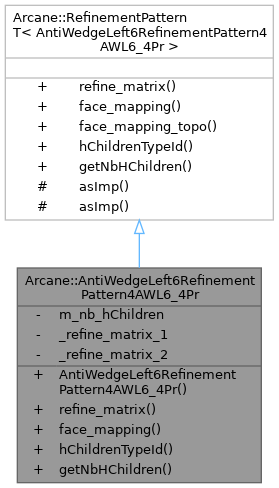 Arcane::RefinementPattern
T< AntiWedgeLeft6RefinementPattern4
AWL6_4Pr >
+ refine_matrix()
+ face_mapping()
+ face_mapping_topo()
+ hChildrenTypeId()
+ getNbHChildren()
# asImp()
# asImp()
Arcane::AntiWedgeLeft6Refinement
Pattern4AWL6_4Pr
- m_nb_hChildren
- _refine_matrix_1
- _refine_matrix_2
+ AntiWedgeLeft6Refinement
Pattern4AWL6_4Pr()
+ refine_matrix()
+ face_mapping()
+ hChildrenTypeId()
+ getNbHChildren()